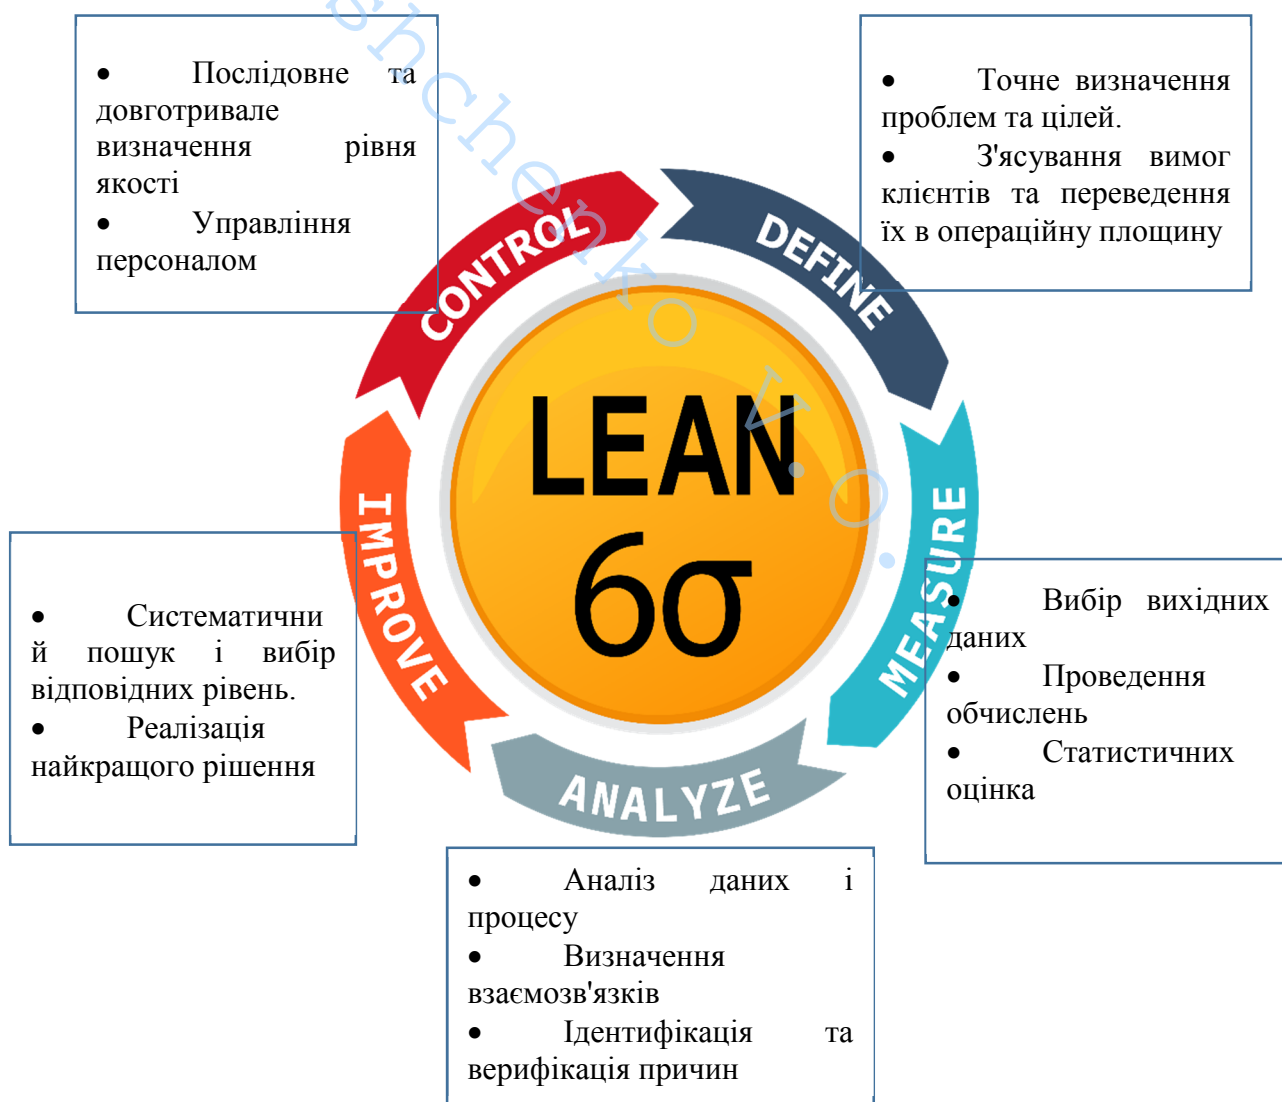 • Послідовне та
довготривале
визначення рівня
якості
• Управління
персоналом
• Точне визначення
проблем та цілей.
• З'ясування вимог
клієнтів та переведення
їх в операційну площину
CONTROL
DEFINE
LEAN
6σ
IMPROVE
MEASURE
ANALYZE
• Систематични
й пошук і вибір
відповідних рівень.
• Реалізація
найкращого рішення
• Вибір вихідних
даних
• Проведення
обчислень
• Статистичних
оцінка
• Аналіз даних і
процесу
• Визначення
взаємозв'язків
• Ідентифікація та
верифікація причин
shchenko v.o.